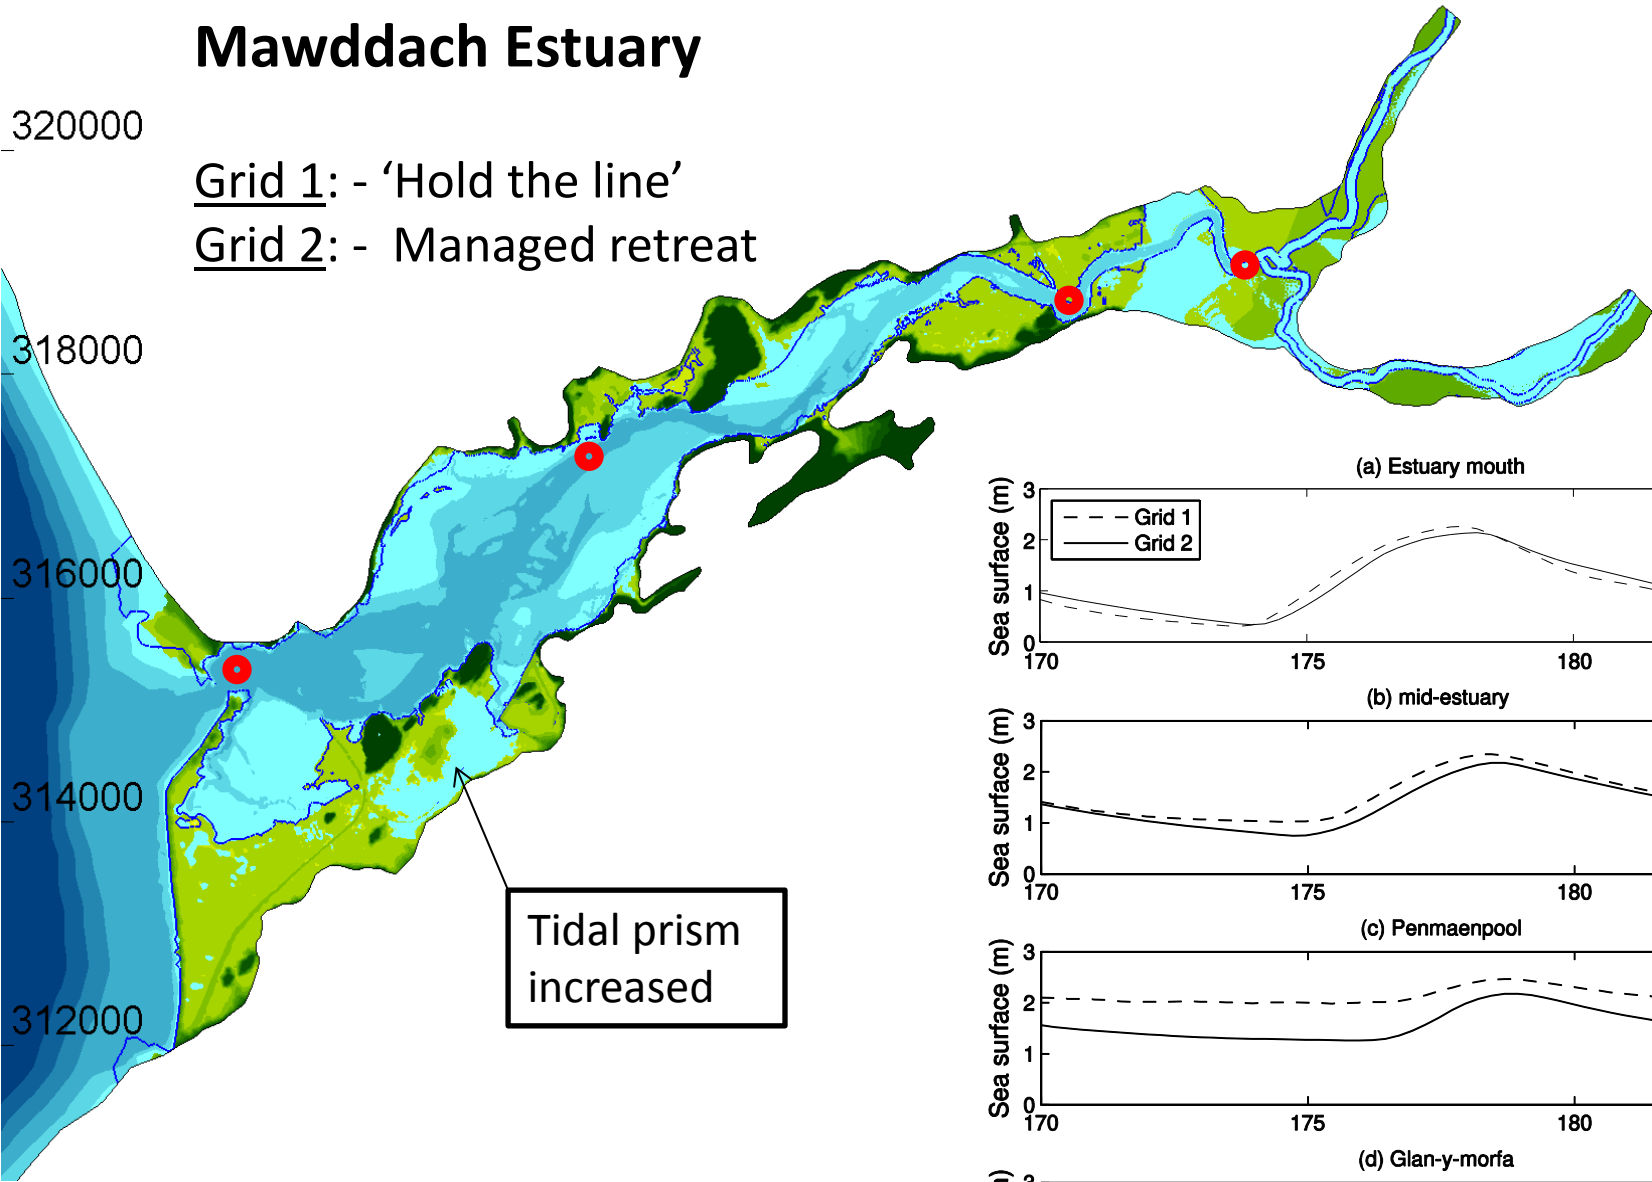 Mawddach Estuary
320000
Grid 1: - ‘Hold the line’
Grid 2: - Managed retreat
318000
316000
314000
312000
Tidal prism
increased
(a) Estuary mouth
Sea surface (m)
3
2
1
0
Grid 1
Grid 2
170
175
180
(b) mid-estuary
Sea surface (m)
3
2
1
0
170
175
180
(c) Penmaenpool
Sea surface (m)
3
2
1
0
170
175
180
(d) Glan-y-morfa